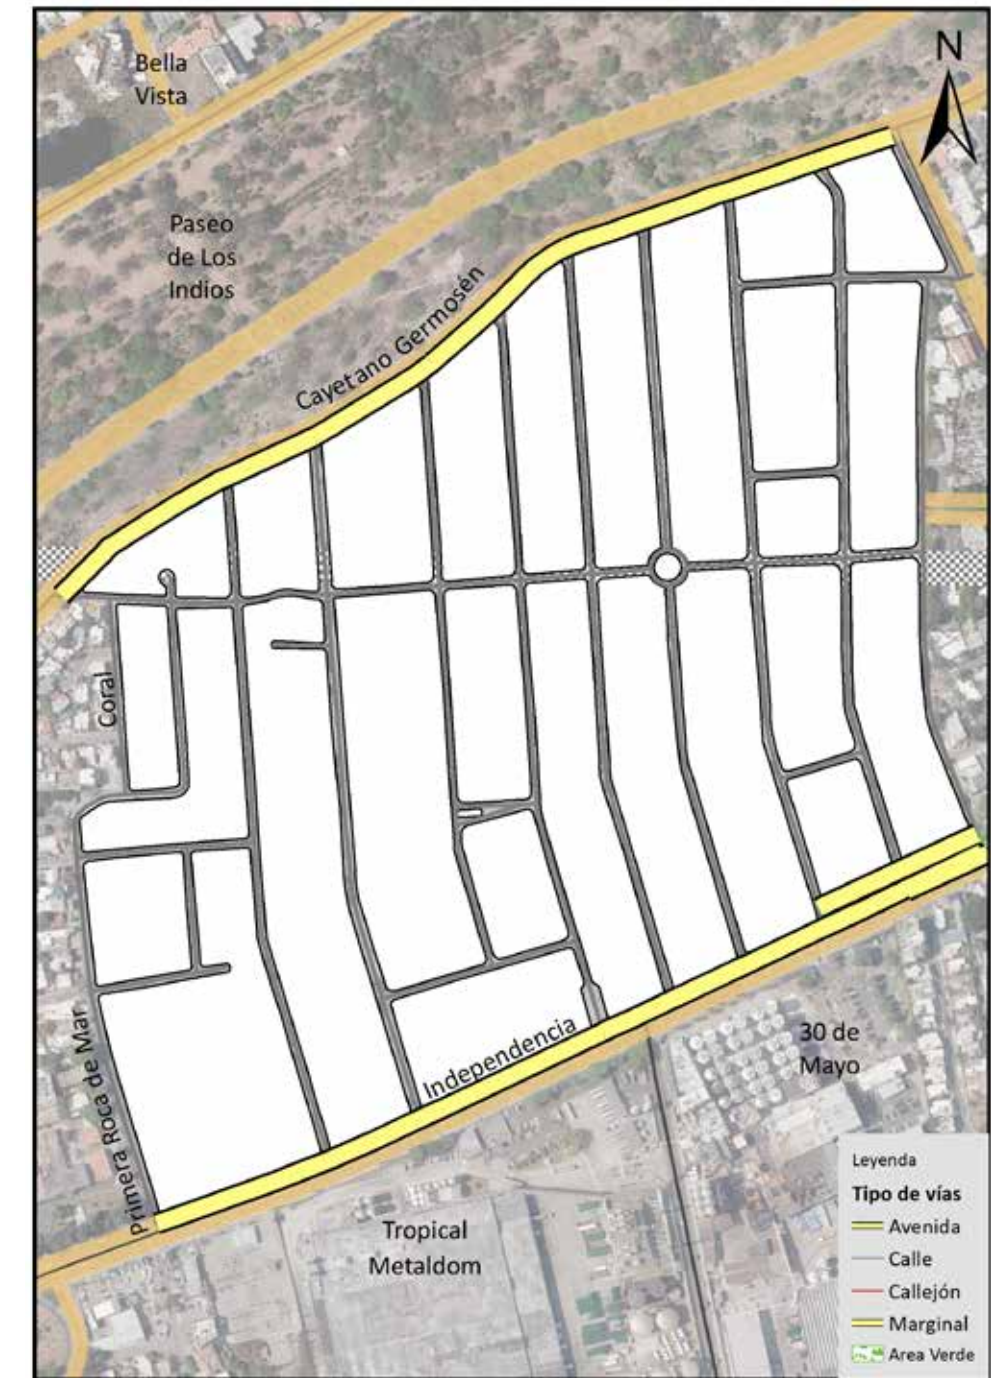 Bella
Vista
N
Paseo
de Los
Indios
Cayetano Germosén
Coral
Primera Roca de Mar
Independencia
30 de
Mayo
Tropical
Metaldom
Leyenda
Tipo de vías
Avenida
Calle
Callejón
Marginal
Area Verde